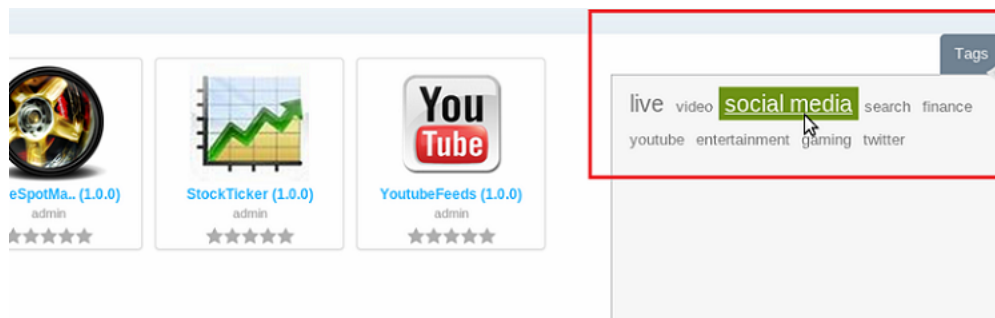 Tags
live video social media search finance
youtube entertainment gaming twitter
You
Tube
eSpotMa.. (1.0.0)
admin
StockTicker (1.0.0)
admin
YoutubeFeeds (1.0.0)
admin